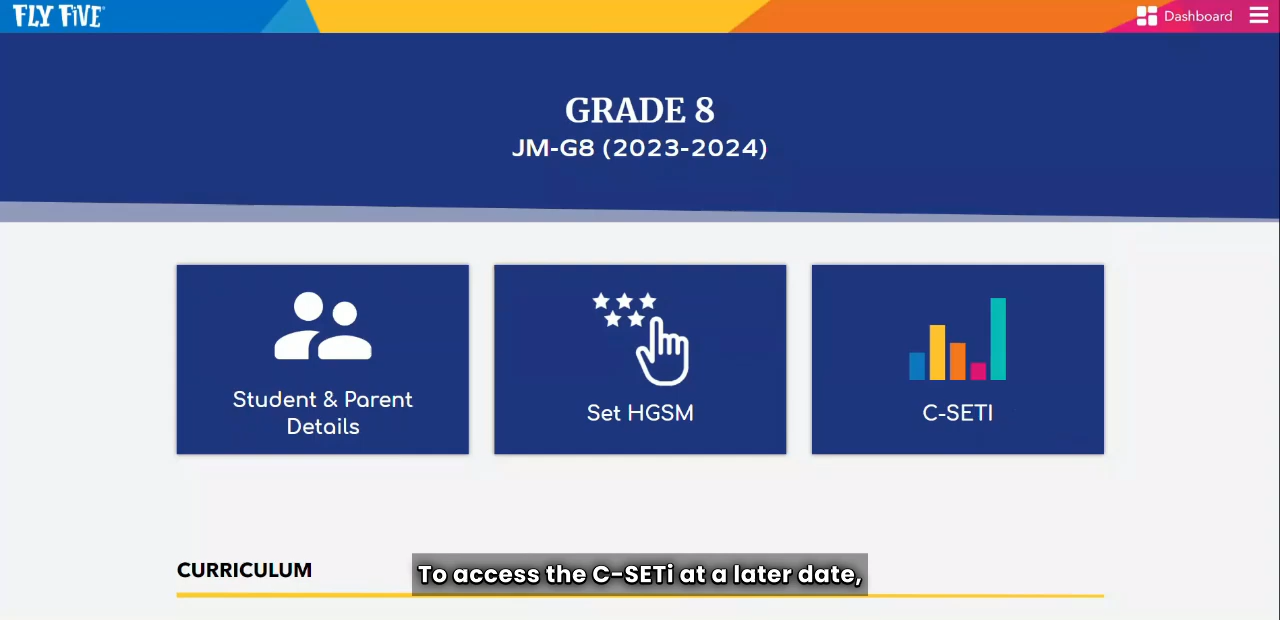 FLY FiVE
Dashboard
GRADE 8
JM-G8 (2023-2024)
Student & Parent
Details
Set HGSM
C-SETI
CURRICULUM
To access the C-SETi at a later date,